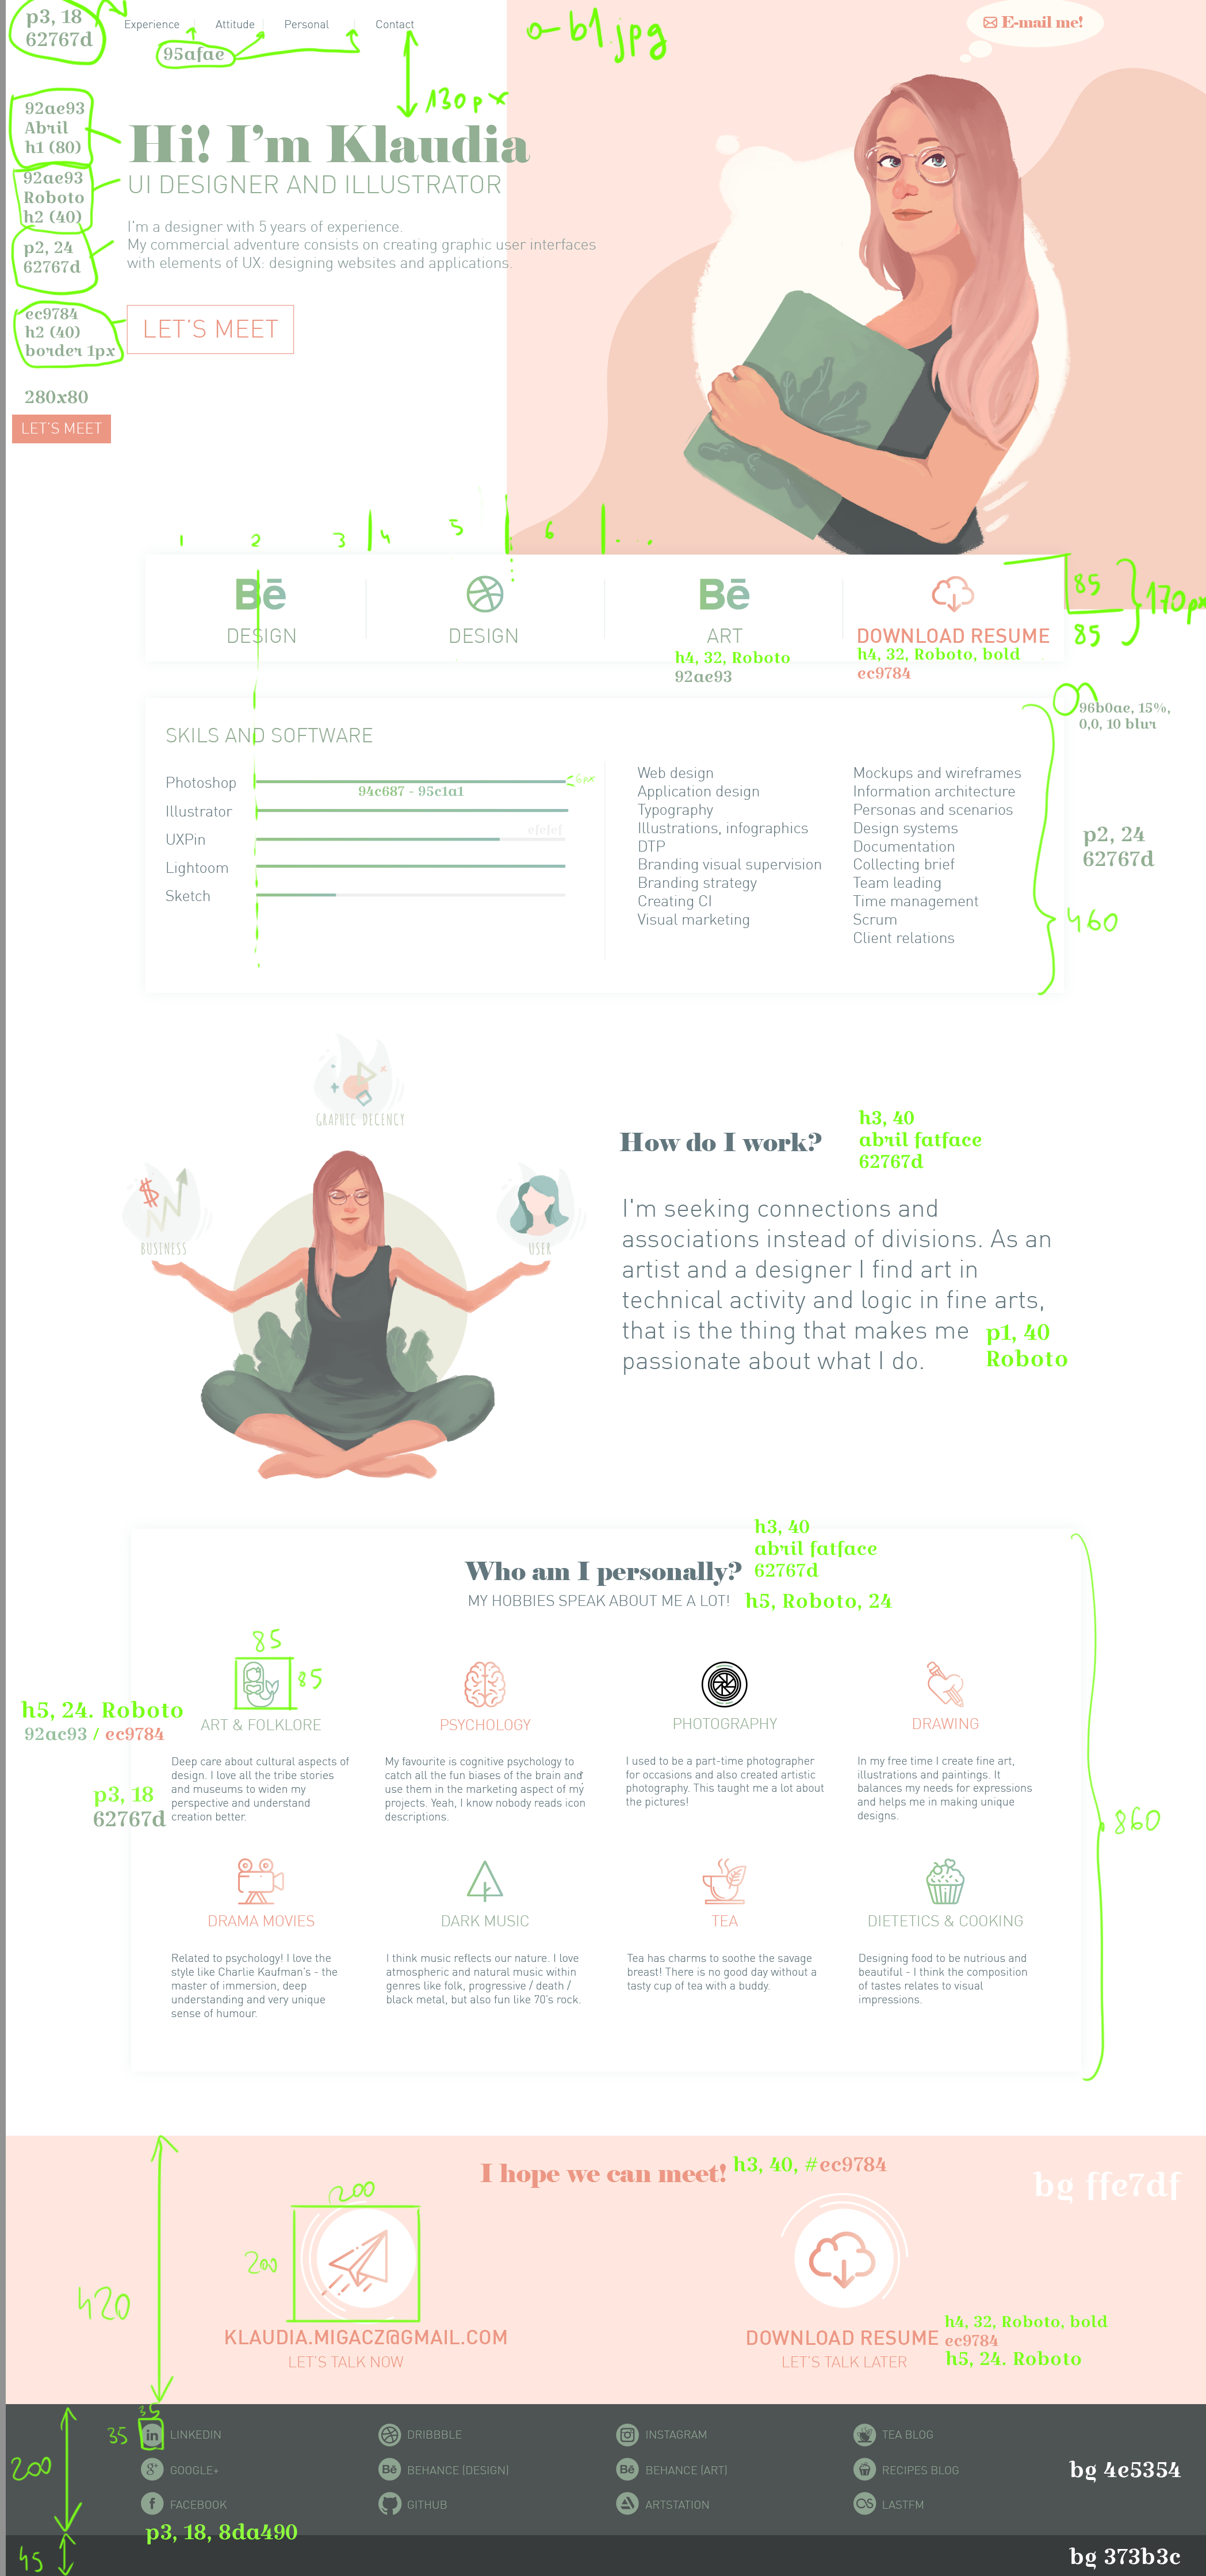 p3, 18
62767d
Experience
Attitude
Personal
Contact
95afae
a-b1.jpg
E-mail me!
130px
92ae93
Abril
h1 (80)
Hi! I'm Klaudia
92ae93
Roboto
h2 (40)
UI DESIGNER AND ILLUSTRATOR
p2, 24
62767d
I'm a designer with 5 years of experience.
My commercial adventure consists on creating graphic user interfaces
with elements of UX: designing websites and applications.
ec9784
h2 (40)
border 1px
LET'S MEET
280x80
LET'S MEET
1 2 3 4 5 6 ...
Bē
DESIGN
DESIGN
Bē
ART
h4, 32, Roboto
92ae93
DOWNLOAD RESUME
h4, 32, Roboto, bold
ec9784
85
85
170px
96b0ae, 15%,
0,0, 10 blur
SKILS AND SOFTWARE
Photoshop
6px
94c687 - 95c1a1
Illustrator
UXPin
efefef
Lightoom
Sketch
Web design
Application design
Typography
Illustrations, infographics
DTP
Branding visual supervision
Branding strategy
Creating CI
Visual marketing
Mockups and wireframes
Information architecture
Personas and scenarios
Design systems
Documentation
Collecting brief
Team leading
Time management
Scrum
Client relations
p2, 24
62767d
460
GRAPHIC DECENCY
BUSINESS
USER
How do I work?
h3, 40
abril fatface
62767d
I'm seeking connections and
associations instead of divisions. As an
artist and a designer I find art in
technical activity and logic in fine arts,
that is the thing that makes me
passionate about what I do.
p1, 40
Roboto
h3, 40
abril fatface
62767d
Who am I personally?
MY HOBBIES SPEAK ABOUT ME A LOT!
h5, Roboto, 24
85
85
h5, 24. Roboto
92ae93 / ec9784
p3, 18
62767d
ART & FOLKLORE
Deep care about cultural aspects of
design. I love all the tribe stories
and museums to widen my
perspective and understand
creation better.
PSYCHOLOGY
My favourite is cognitive psychology to
catch all the fun biases of the brain and
use them in the marketing aspect of my
projects. Yeah, I know nobody reads icon
descriptions.
PHOTOGRAPHY
I used to be a part-time photographer
for occasions and also created artistic
photography. This taught me a lot about
the pictures!
DRAWING
In my free time I create fine art,
illustrations and paintings. It
balances my needs for expressions
and helps me in making unique
designs.
860
DRAMA MOVIES
Related to psychology! I love the
style like Charlie Kaufman's - the
master of immersion, deep
understanding and very unique
sense of humour.
DARK MUSIC
I think music reflects our nature. I love
atmospheric and natural music within
genres like folk, progressive / death /
black metal, but also fun like 70's rock.
TEA
Tea has charms to soothe the savage
breast! There is no good day without a
tasty cup of tea with a buddy.
DIETETICS & COOKING
Designing food to be nutrious and
beautiful - I think the composition
of tastes relates to visual
impressions.
I hope we can meet!
h3, 40, #ec9784
bg ffe7df
200
200
420
KLAUDIA.MIGACZ@GMAIL.COM
LET'S TALK NOW
DOWNLOAD RESUME
LET'S TALK LATER
h4, 32, Roboto, bold
ec9784
h5, 24. Roboto
35
35
200
in
LINKEDIN
DRIBBBLE
INSTAGRAM
TEA BLOG
g+
GOOGLE+
Bē
BEHANCE (DESIGN)
Bē
BEHANCE (ART)
RECIPES BLOG
f
FACEBOOK
GITHUB
ARTSTATION
LASTFM
bg 4e5354
p3, 18, 8da490
45
bg 373b3c